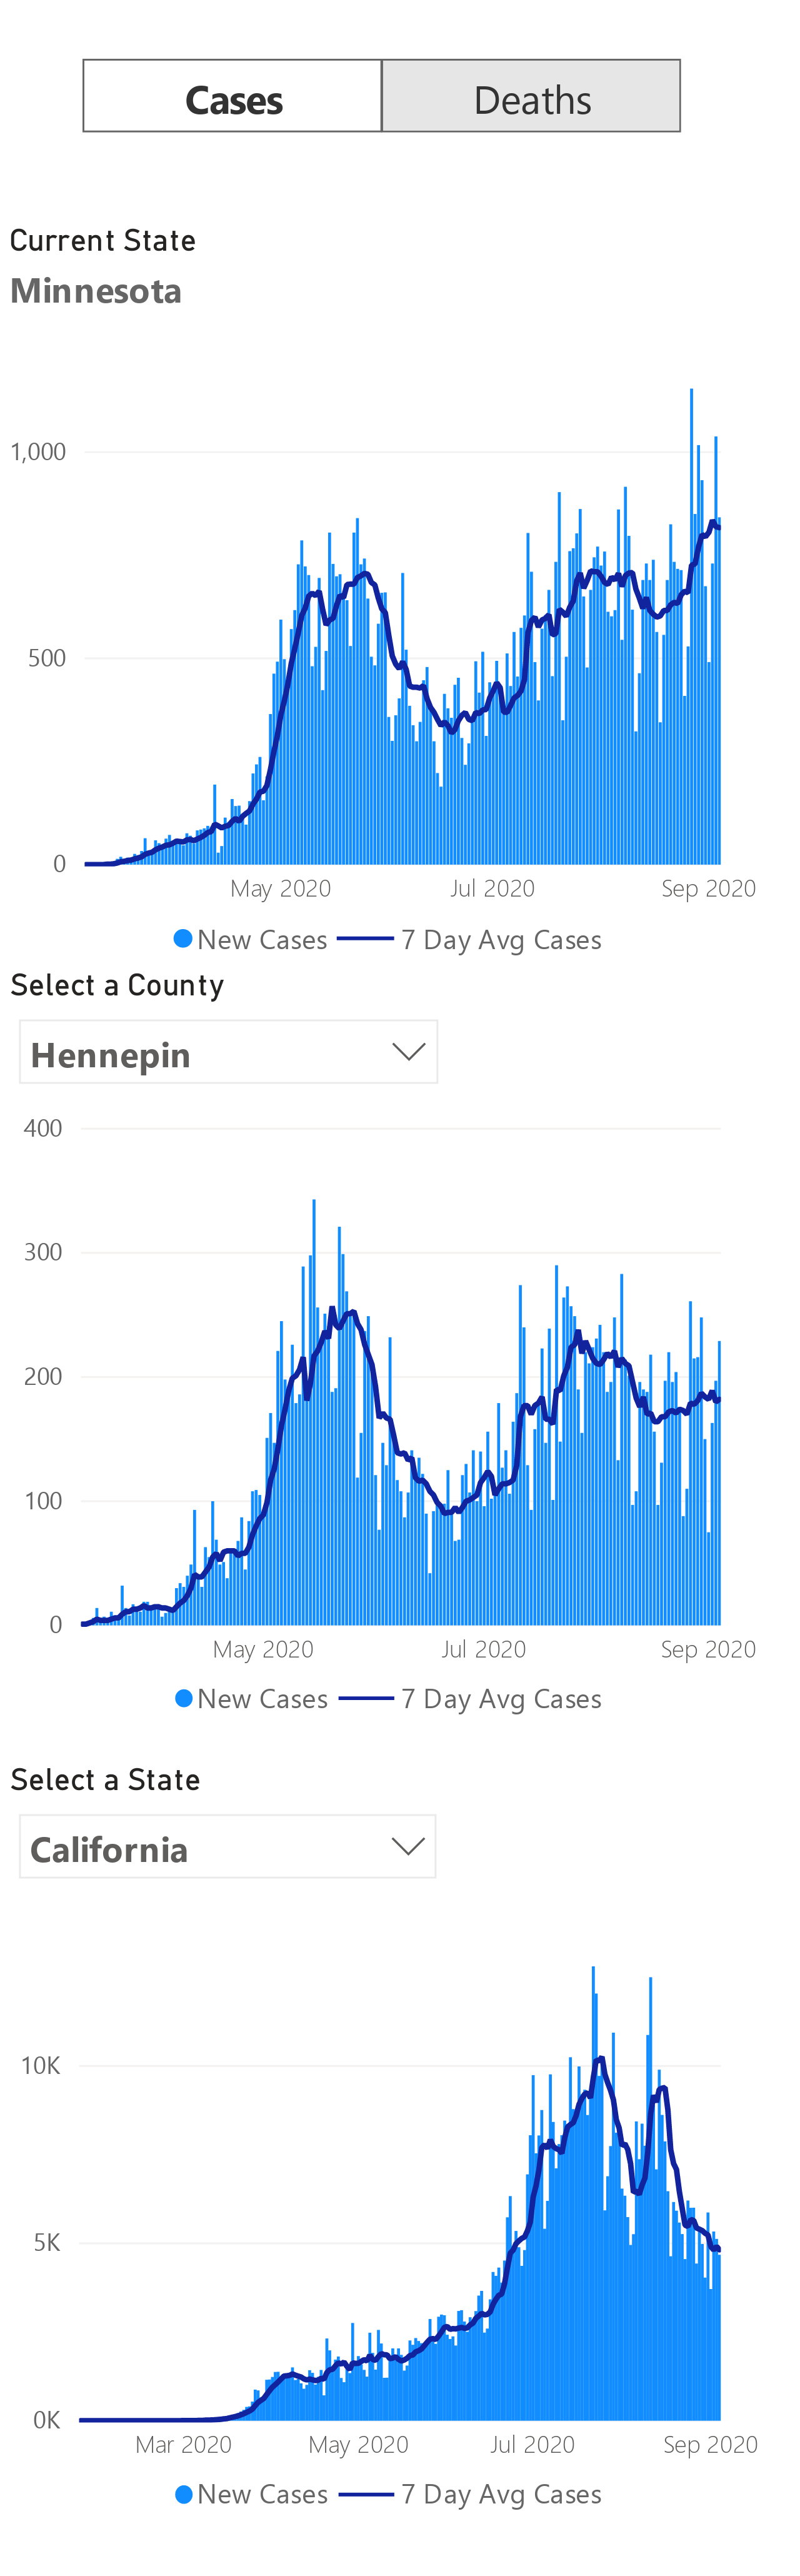 Cases Deaths
Current State
Minnesota
1,000
500
0
May 2020 Jul 2020 Sep 2020
New Cases 7 Day Avg Cases
Select a County
Hennepin
400
300
200
100
0
May 2020 Jul 2020 Sep 2020
New Cases 7 Day Avg Cases
Select a State
California
10K
5K
0K
Mar 2020 May 2020 Jul 2020 Sep 2020
New Cases 7 Day Avg Cases